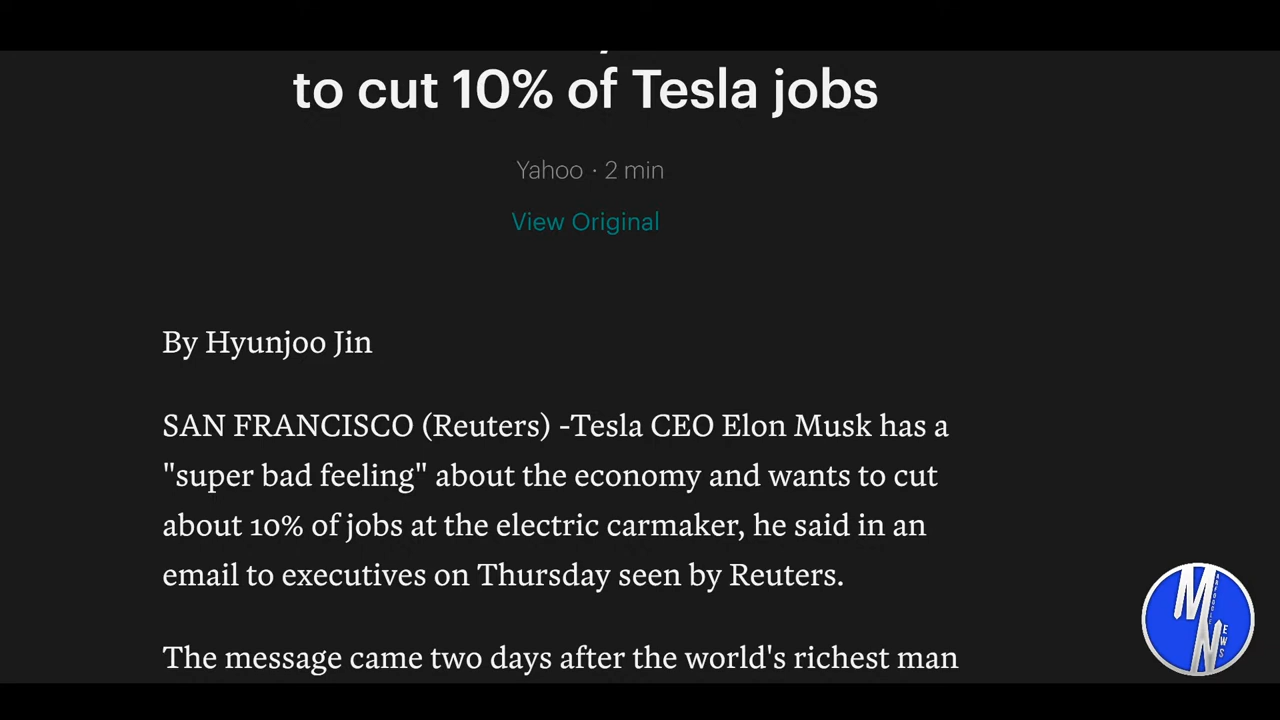 to cut 10% of Tesla jobs
Yahoo · 2 min
View Original
By Hyunjoo Jin
SAN FRANCISCO (Reuters) -Tesla CEO Elon Musk has a
"super bad feeling" about the economy and wants to cut
about 10% of jobs at the electric carmaker, he said in an
email to executives on Thursday seen by Reuters.
The message came two days after the world's richest man
M
N
EWS